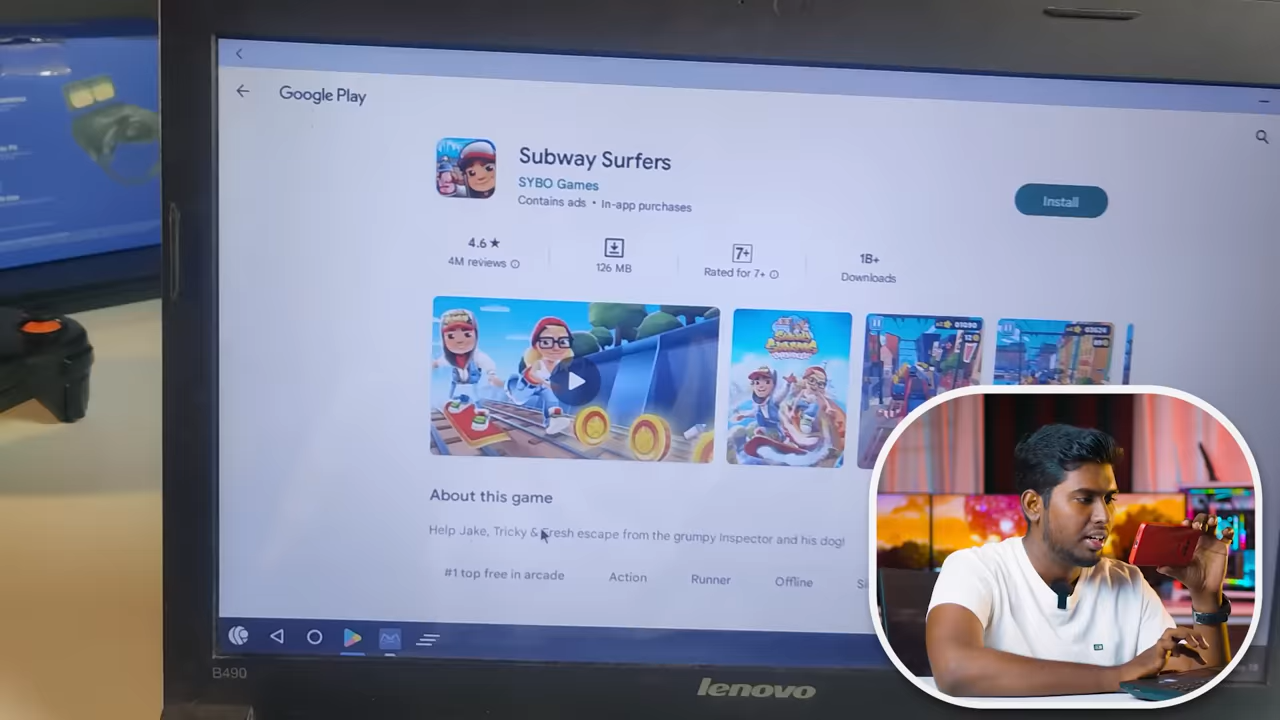 Google Play
Subway Surfers
SYBO Games
Contains ads • In-app purchases
Install
4.6 ★
4M reviews
126 MB
7+
Rated for 7+
1B+
Downloads
About this game
Help Jake, Tricky & Fresh escape from the grumpy Inspector and his dog!
#1 top free in arcade
Action
Runner
Offline
B490
lenovo